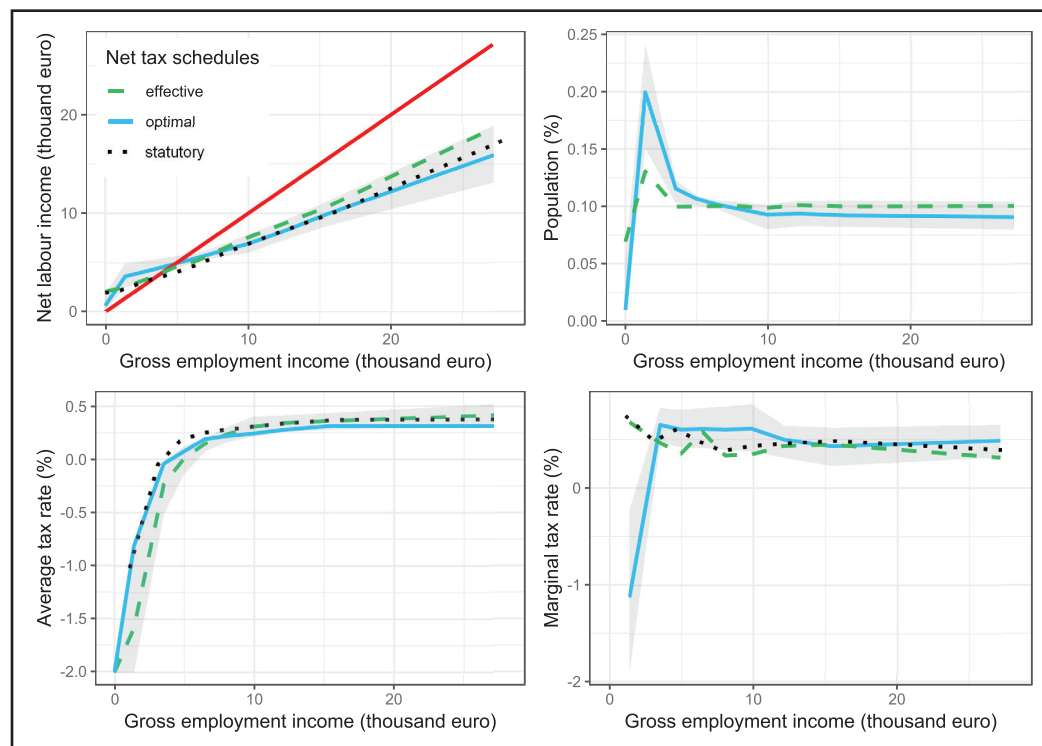 Net labour income (thousand euro)
20
10
0
Net tax schedules
effective
optimal
statutory
0
10
20
Gross employment income (thousand euro)
Population (%)
0.25
0.20
0.15
0.10
0.05
0.00
0
10
20
Gross employment income (thousand euro)
Average tax rate (%)
0.5
0.0
-0.5
-1.0
-1.5
-2.0
0
10
20
Gross employment income (thousand euro)
Marginal tax rate (%)
0
-1
-2
0
10
20
Gross employment income (thousand euro)